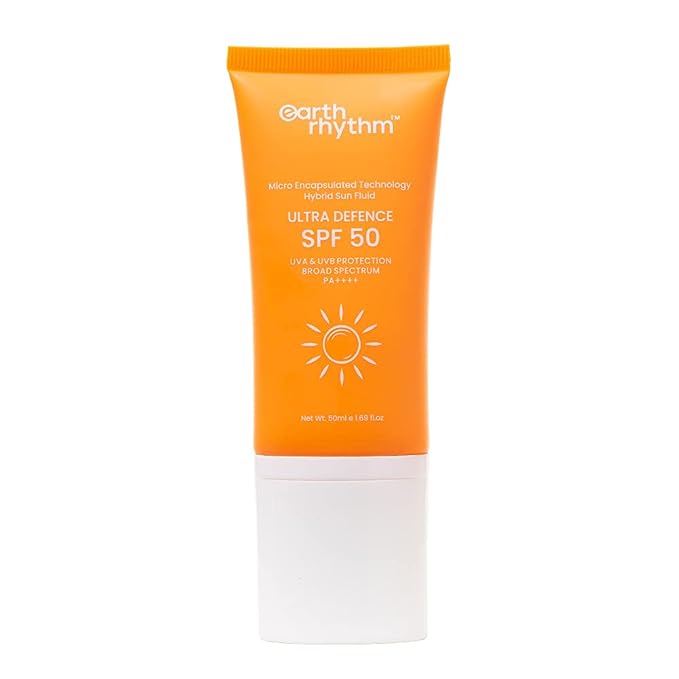 earth
rhythm™
Micro Encapsulated Technology
Hybrid Sun Fluid
ULTRA DEFENCE
SPF 50
UVA & UVB PROTECTION
BROAD SPECTRUM
PA++++
Net Wt. 50ml e 1.69 fl.oz